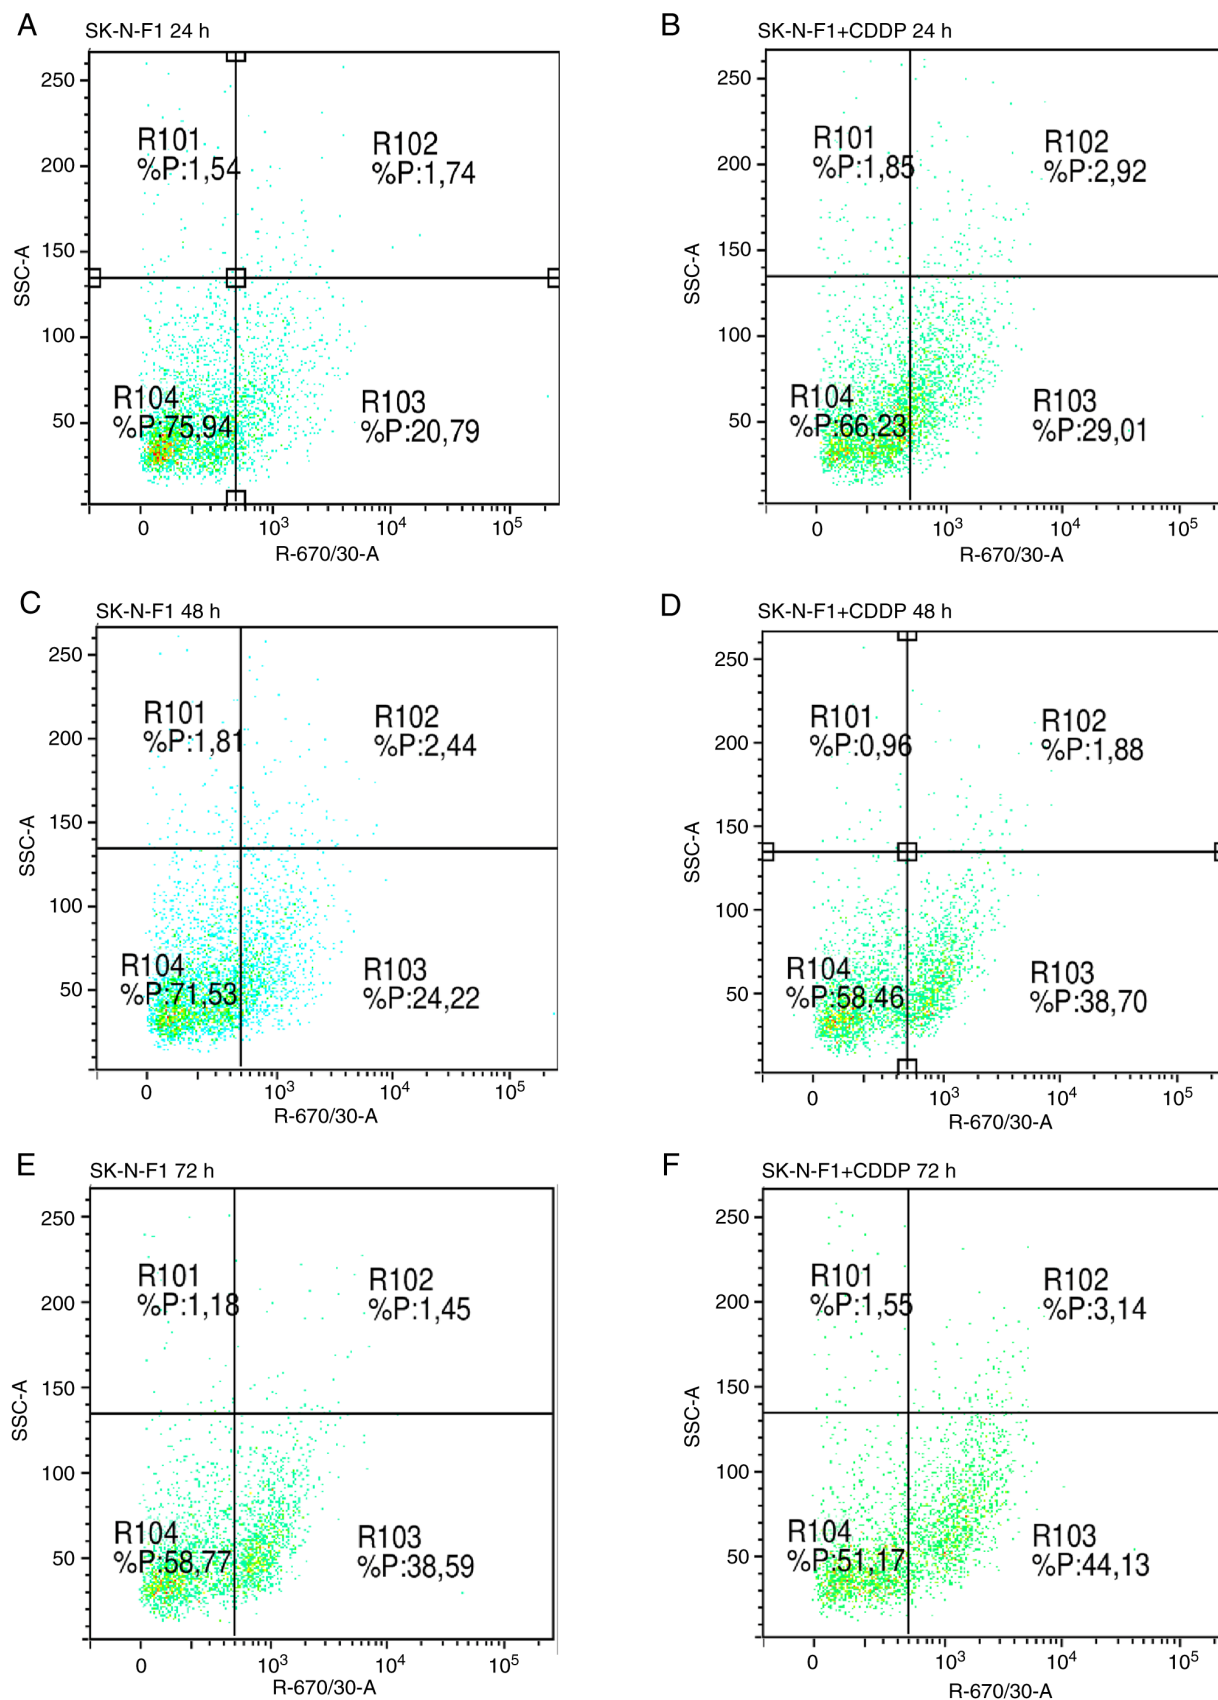 A
SK-N-F1 24 h
250
200
150
100
50
SSC-A
R101
%P:1,54
R102
%P:1,74
R104
%P:75,94
R103
%P:20,79
0
10³
10⁴
10⁵
R-670/30-A
B
SK-N-F1+CDDP 24 h
250
200
150
100
50
SSC-A
R101
%P:1,85
R102
%P:2,92
R104
%P:66,23
R103
%P:29,01
0
10³
10⁴
10⁵
R-670/30-A
C
SK-N-F1 48 h
250
200
150
100
50
SSC-A
R101
%P:1,81
R102
%P:2,44
R104
%P:71,53
R103
%P:24,22
0
10³
10⁴
10⁵
R-670/30-A
D
SK-N-F1+CDDP 48 h
250
200
150
100
50
SSC-A
R101
%P:0,96
R102
%P:1,88
R104
%P:58,46
R103
%P:38,70
0
10³
10⁴
10⁵
R-670/30-A
E
SK-N-F1 72 h
250
200
150
100
50
SSC-A
R101
%P:1,18
R102
%P:1,45
R104
%P:58,77
R103
%P:38,59
0
10³
10⁴
10⁵
R-670/30-A
F
SK-N-F1+CDDP 72 h
250
200
150
100
50
SSC-A
R101
%P:1,55
R102
%P:3,14
R104
%P:51,17
R103
%P:44,13
0
10³
10⁴
10⁵
R-670/30-A